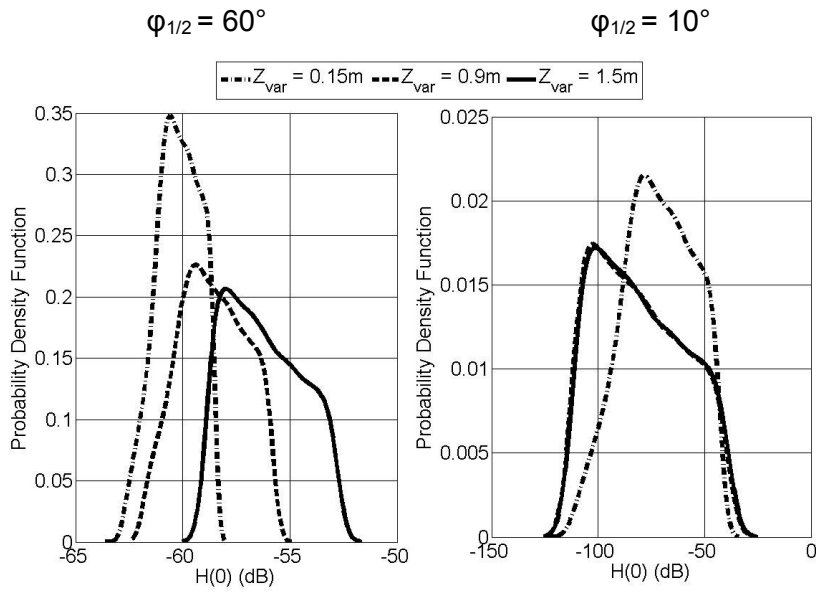 φ1/2 = 60°
φ1/2 = 10°
Zvar = 0.15m Zvar = 0.9m Zvar = 1.5m
Probability Density Function
0.35
0.3
0.25
0.2
0.15
0.1
0.05
0
-65 -60 -55 -50
H(0) (dB)
Probability Density Function
0.025
0.02
0.015
0.01
0.005
0
-150 -100 -50 0
H(0) (dB)